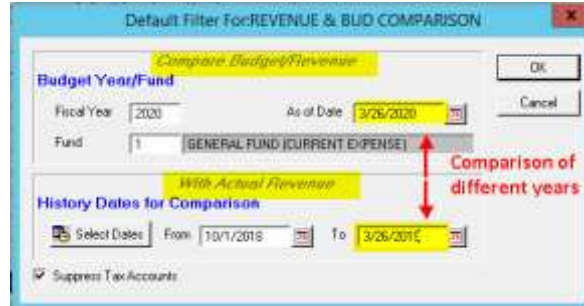 Default Filter For:REVENUE & BUD COMPARISON
Compare Budget/Revenue
OK
Budget Year/Fund
Fiscal Year 2020 As of Date 3/26/2020
Cancel
Fund 1 GENERAL FUND (CURRENT EXPENSE)
Comparison of
different years
With Actual Revenue
History Dates for Comparison
Select Dates From 10/1/2018 To
Suppress Tax Accounts